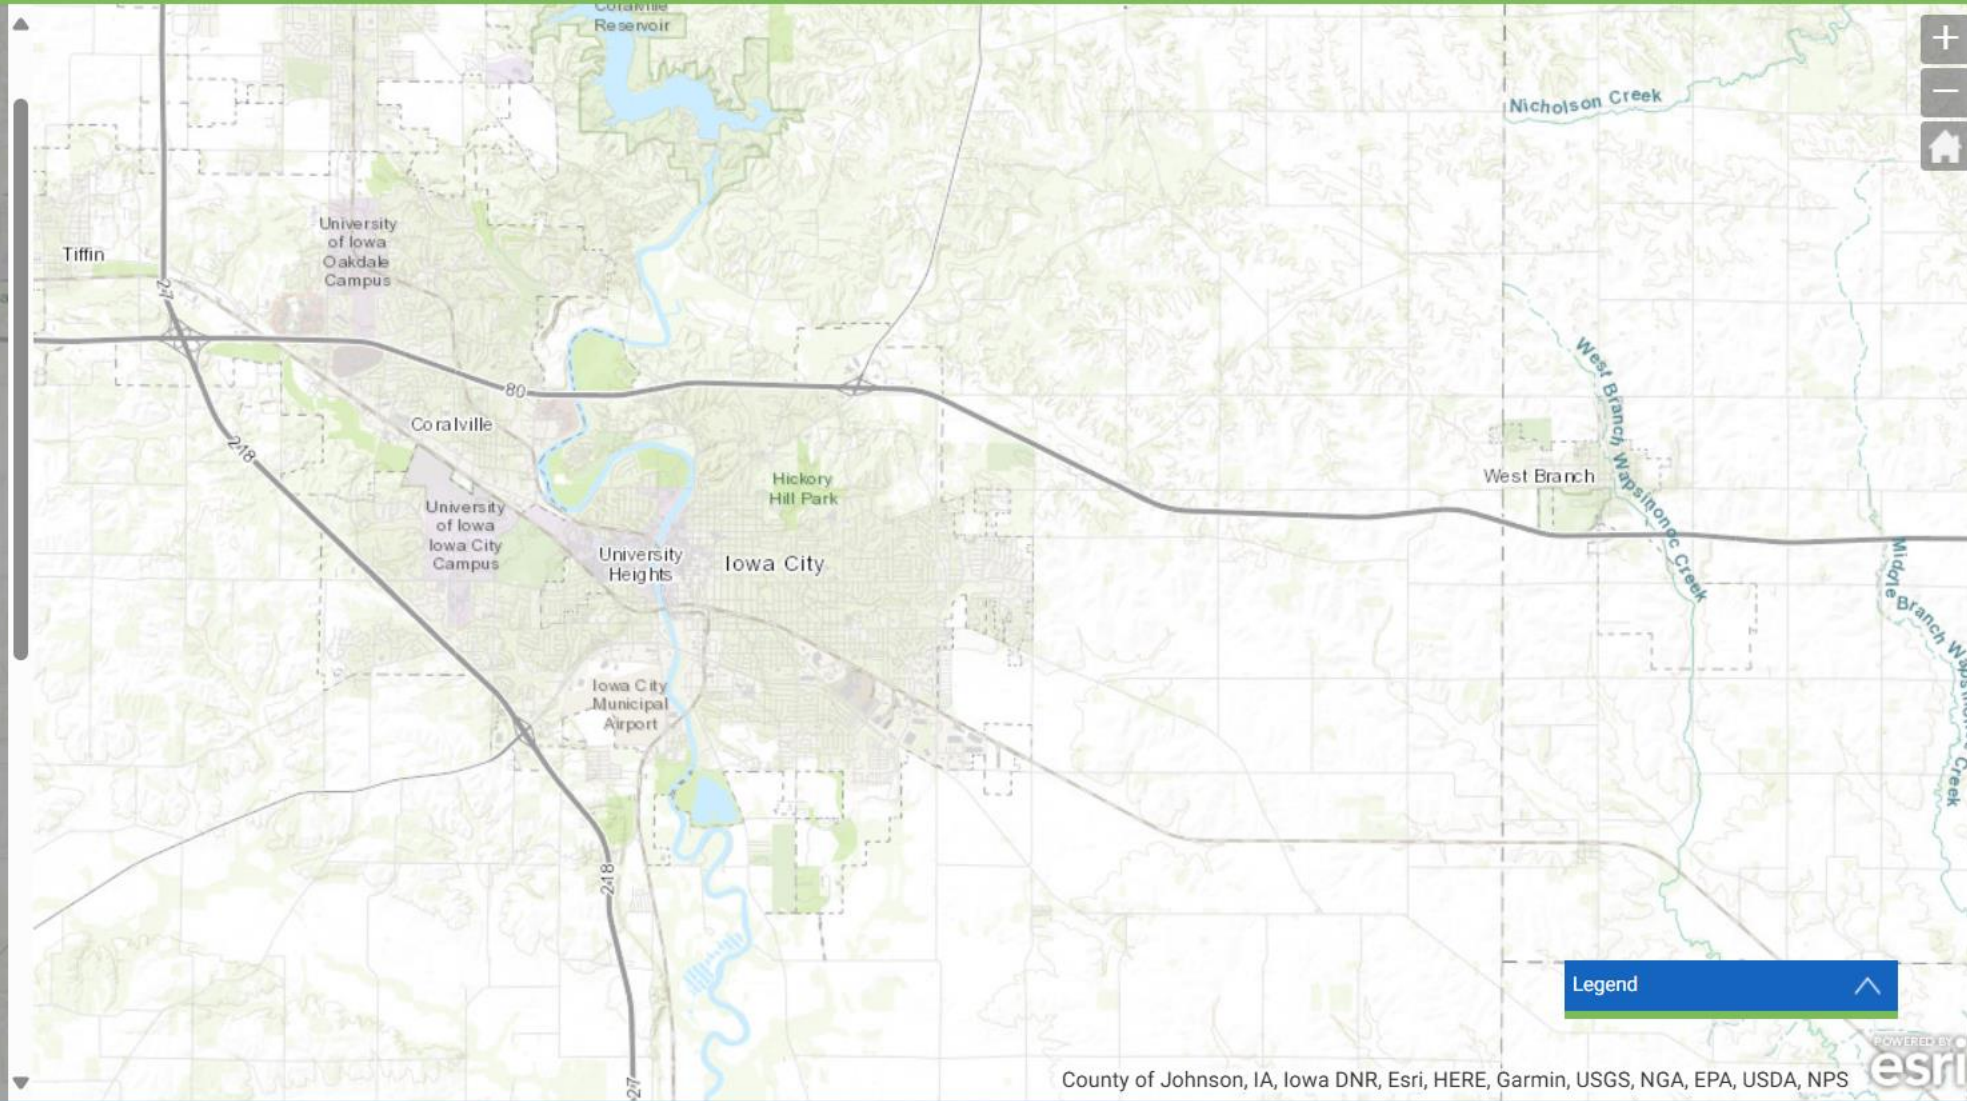 Coralville
Reservoir
Nicholson Creek
University
of Iowa
Oakdale
Campus
Tiffin
27
80
West Branch Wapsinonoc Creek
Coralville
218
Hickory
Hill Park
West Branch
University
of Iowa
Iowa City
Campus
University
Heights
Iowa City
Middle Branch Wapsinonoc Creek
Iowa City
Municipal
Airport
218
Legend
27
POWERED BY
esri
County of Johnson, IA, Iowa DNR, Esri, HERE, Garmin, USGS, NGA, EPA, USDA, NPS